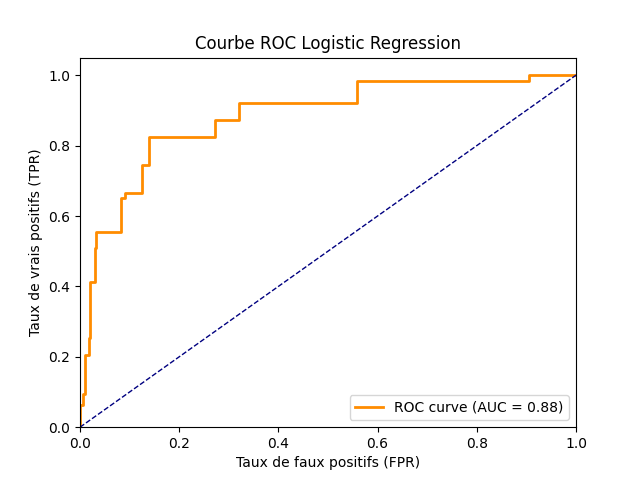 Courbe ROC Logistic Regression
1.0
0.8
0.6
0.4
0.2
0.0
Taux de vrais positifs (TPR)
ROC curve (AUC = 0.88)
0.0 0.2 0.4 0.6 0.8 1.0
Taux de faux positifs (FPR)